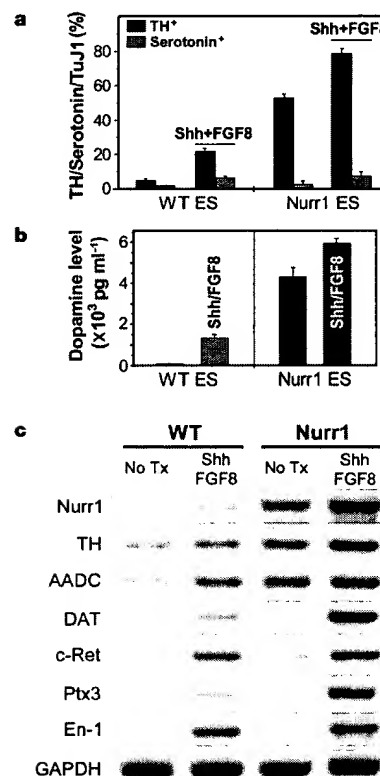 a
TH⁺
Serotonin⁺
Shh+FGF8
Shh+FGF
TH/Serotonin/TuJ1 (%)
80
60
40
20
0
WT ES
Nurr1 ES
b
Dopamine level
(x10³ pg ml⁻¹)
6
4
2
0
Shh/FGF8
Shh/FGF8
WT ES
Nurr1 ES
c
WT
Nurr1
No Tx
Shh
FGF8
No Tx
Shh
FGF8
Nurr1
TH
AADC
DAT
c-Ret
Ptx3
En-1
GAPDH